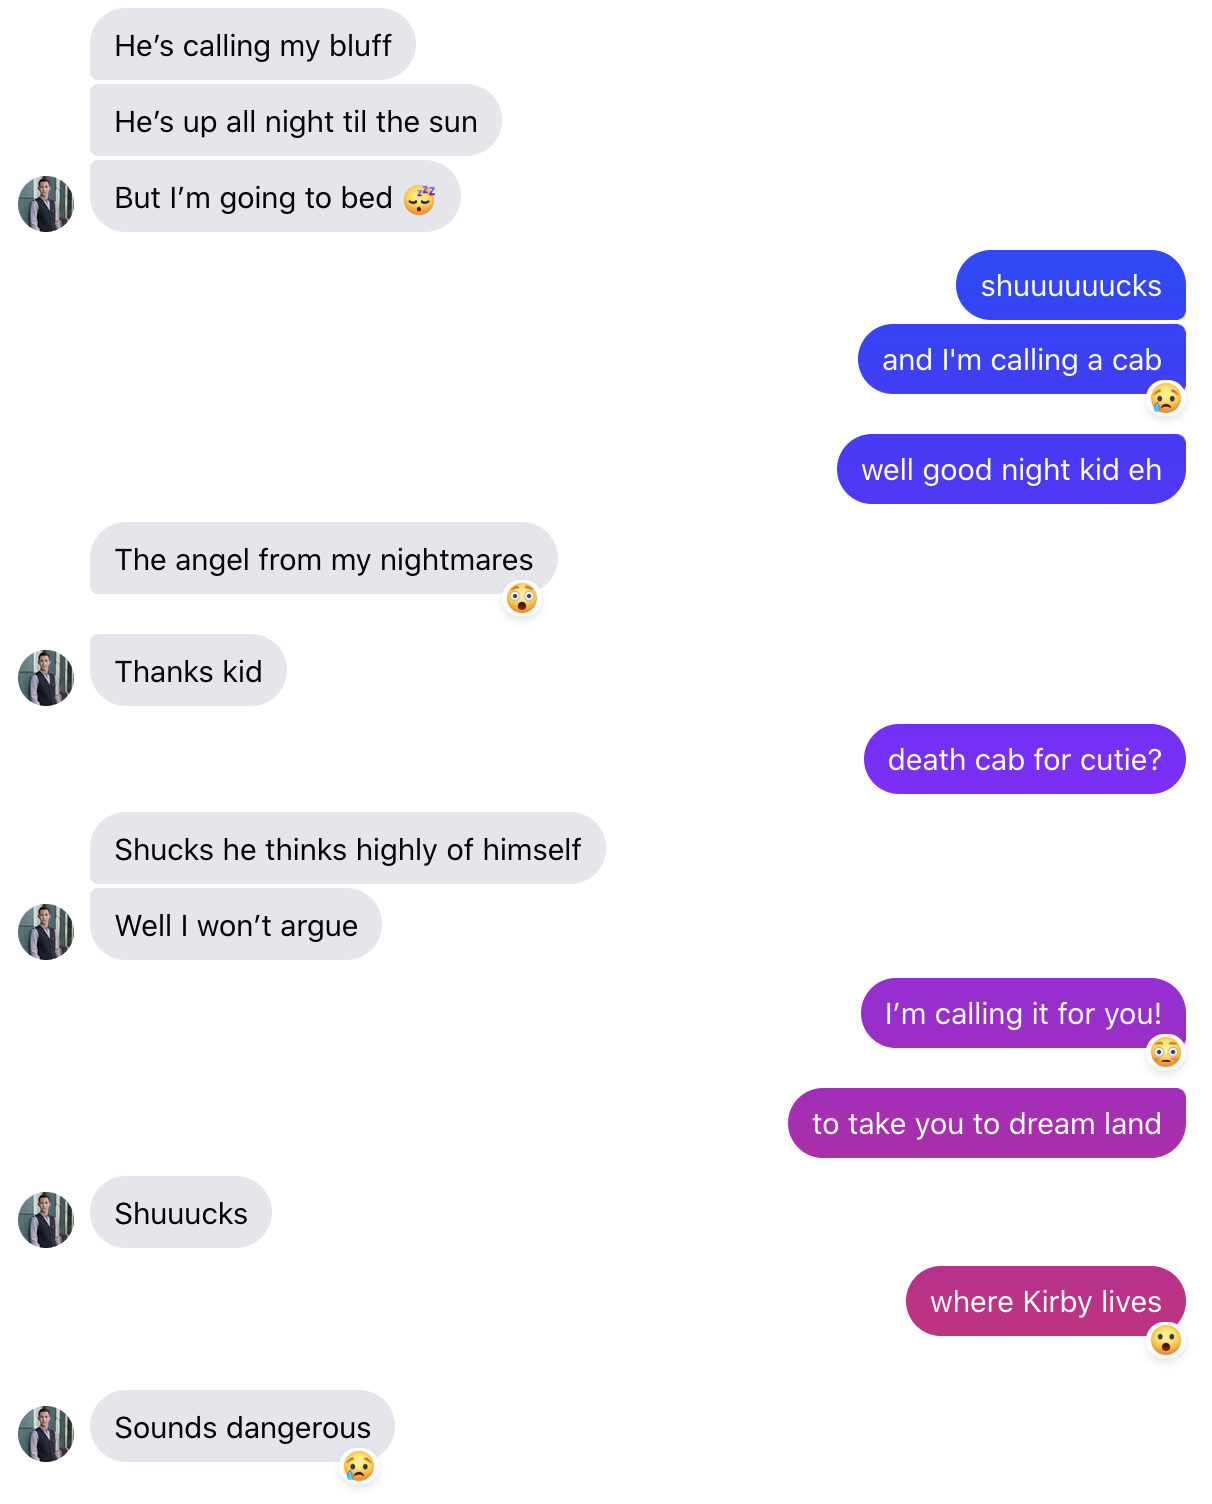 He’s calling my bluff
He’s up all night til the sun
But I’m going to bed 😴
shuuuuuucks
and I'm calling a cab
well good night kid eh
The angel from my nightmares
Thanks kid
death cab for cutie?
Shucks he thinks highly of himself
Well I won’t argue
I’m calling it for you!
to take you to dream land
Shuuucks
where Kirby lives
Sounds dangerous